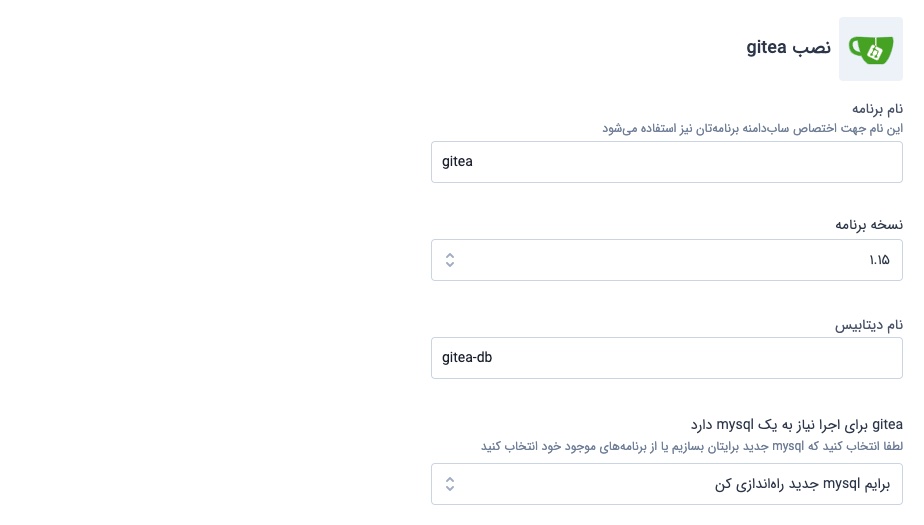 نصب gitea
نام برنامه
این نام جهت اختصاص ساب‌دامنه برنامه‌تان نیز استفاده می‌شود
gitea
نسخه برنامه
۱.۱۵
نام دیتابیس
gitea-db
gitea برای اجرا نیاز به یک mysql دارد
لطفا انتخاب کنید که mysql جدید برایتان بسازیم یا از برنامه‌های موجود خود انتخاب کنید
برایم mysql جدید راه‌اندازی کن